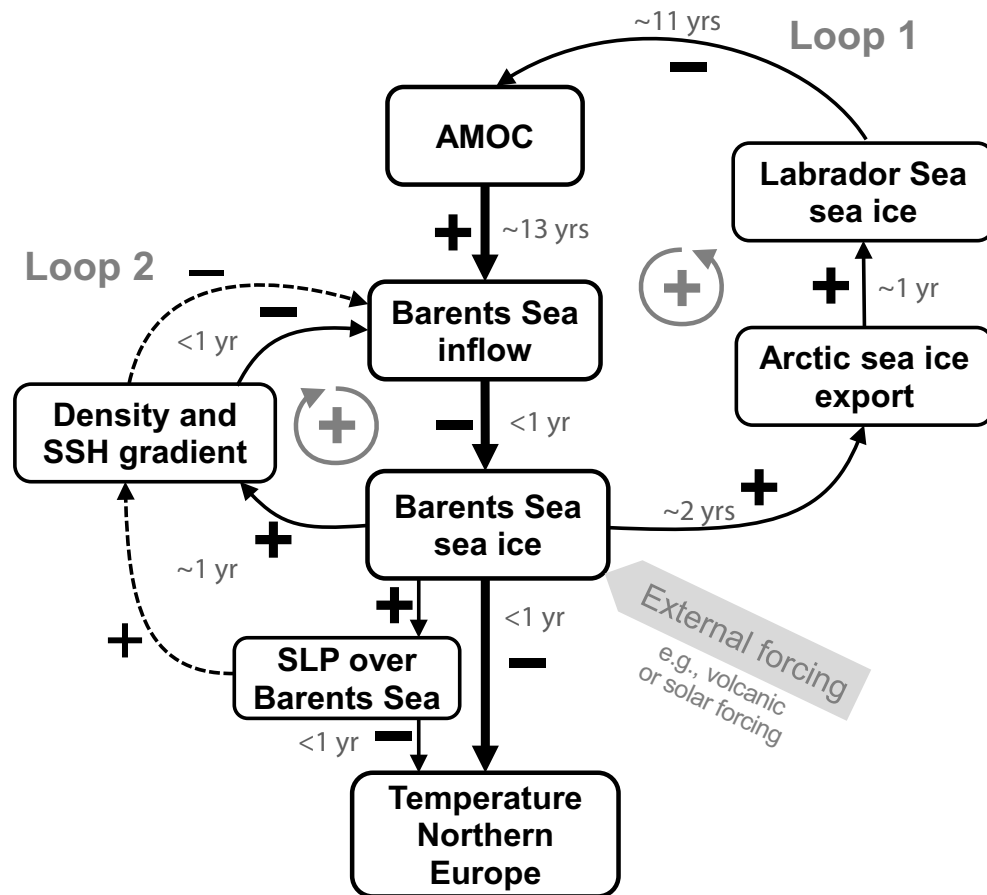 ~11 yrs
Loop 1
−
AMOC
Labrador Sea
sea ice
+
~13 yrs
Loop 2
−
−
+
+
~1 yr
<1 yr
Barents Sea
inflow
Arctic sea ice
export
Density and
SSH gradient
+
−
<1 yr
+
Barents Sea
sea ice
+
~2 yrs
~1 yr
+
+
<1 yr
−
External forcing
e.g., volcanic
or solar forcing
SLP over
Barents Sea
<1 yr
−
Temperature
Northern
Europe